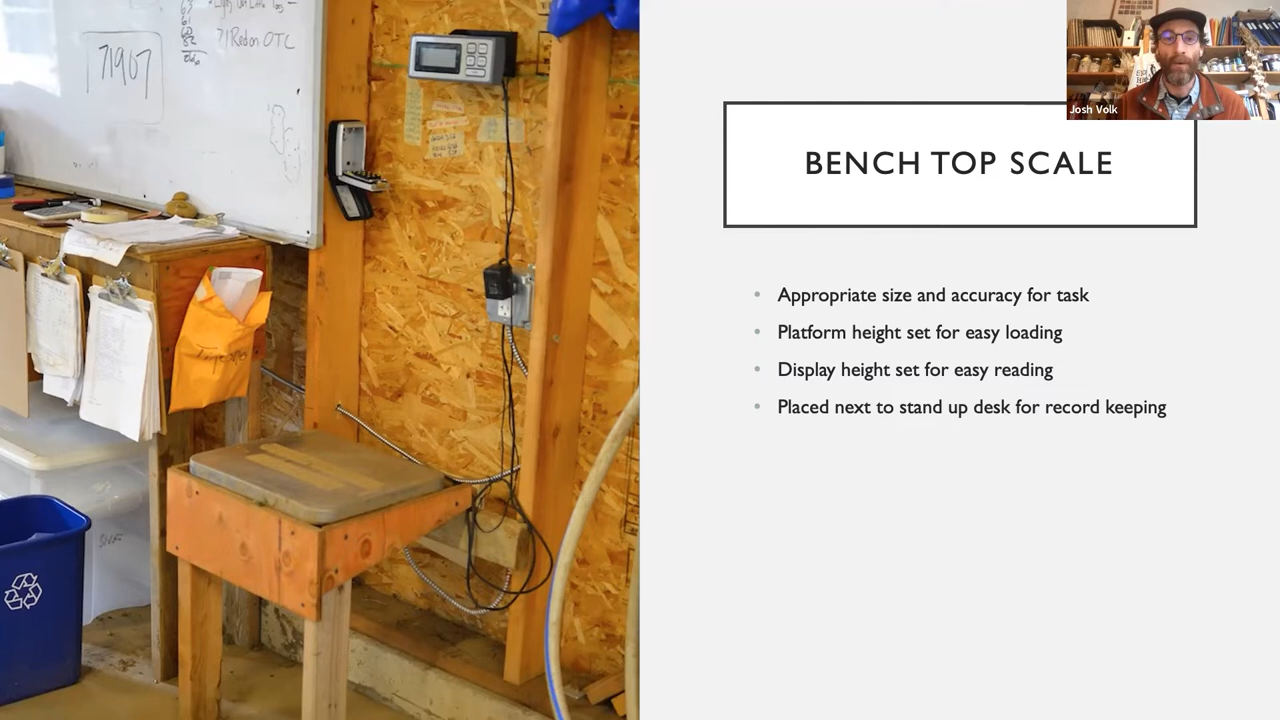 71907
71 Redon OTC
BENCH TOP SCALE
Josh Volk
• Appropriate size and accuracy for task
• Platform height set for easy loading
• Display height set for easy reading
• Placed next to stand up desk for record keeping